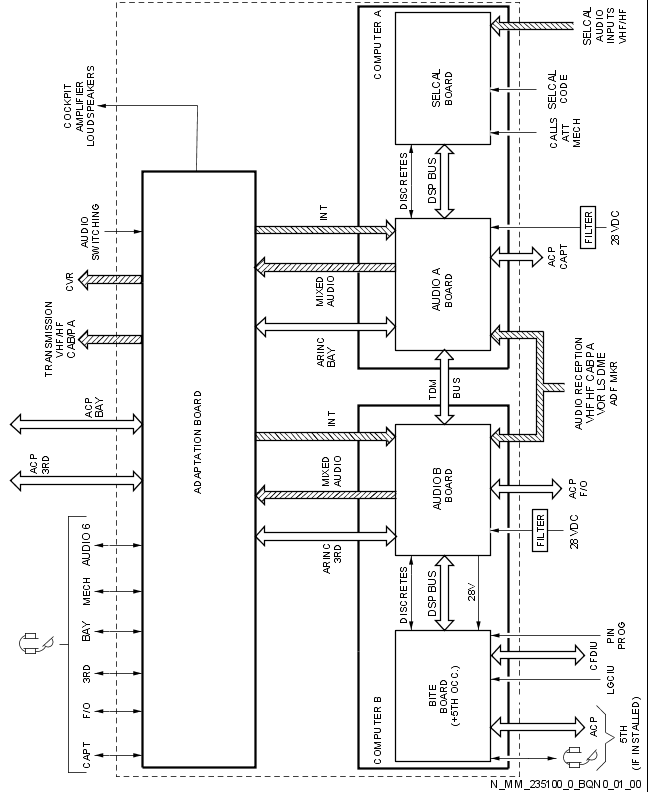 COCKPIT
AMPLIFIER
LOUDSPEAKERS
AUDIO
SWITCHING
CVR
TRANSMISSION
VHF/HF
CAB/PA
ACP
BAY
ACP
3RD
AUDIO 6
MECH
BAY
3RD
F/O
CAPT
ADAPTATION BOARD
INT
MIXED
AUDIO
ARINC
BAY
INT
MIXED
AUDIO
ARINC
3RD
COMPUTER A
SELCAL
BOARD
DISCRETES
DSP BUS
AUDIO A
BOARD
TDM
BUS
AUDIO B
BOARD
DISCRETES
DSP BUS
28V
BITE
BOARD
(+5TH OCC.)
COMPUTER B
SELCAL
AUDIO
INPUTS
VHF/HF
SELCAL
CODE
CALLS
ATT
MECH
FILTER
28 VDC
ACP
CAPT
AUDIO RECEPTION
VHF HF CAB/PA
VOR LS DME
ADF MKR
ACP
F/O
FILTER
28 VDC
PIN
PROG
CFDIU
LGCIU
ACP
5TH
(IF INSTALLED)
N_MM_235100_0_BQN0_01_00